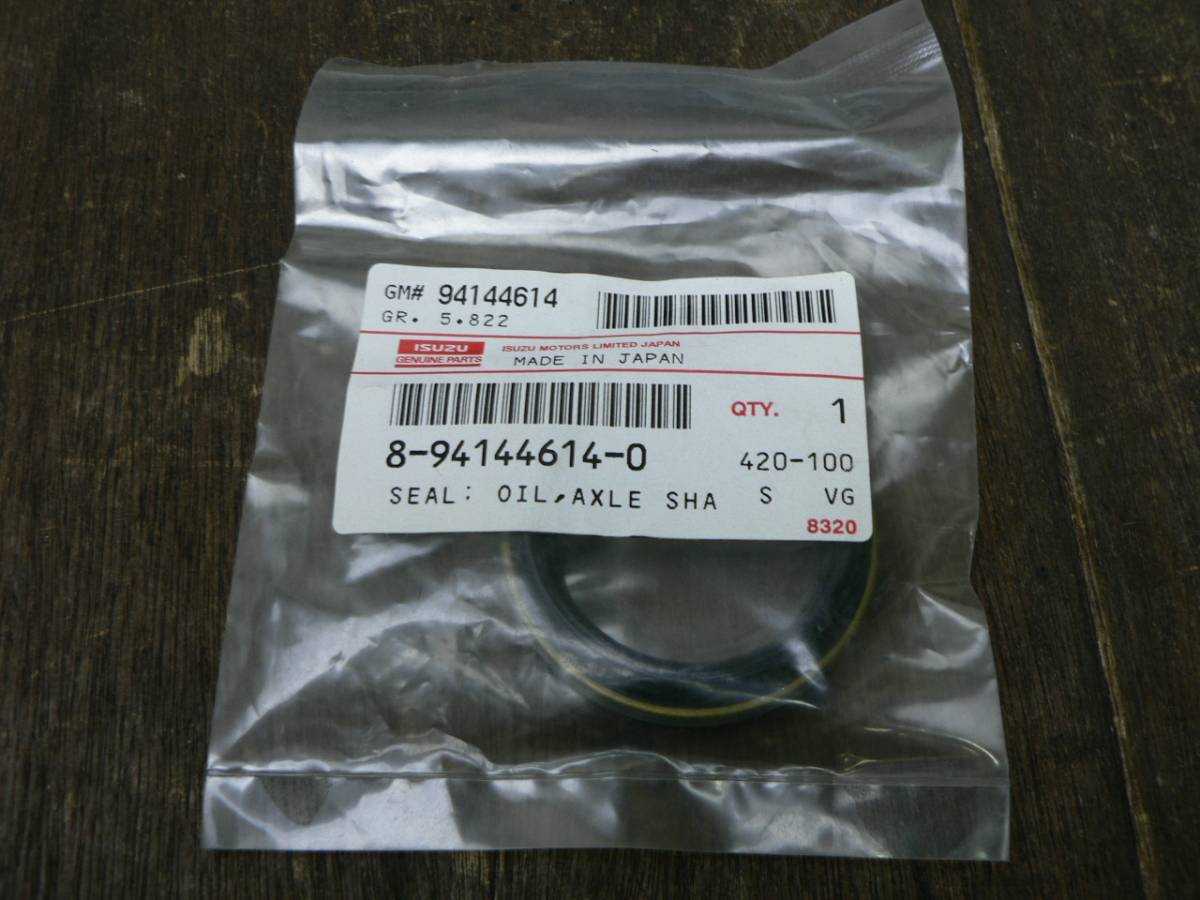 GM# 94144614
GR. 5.822
ISUZU
GENUINE PARTS
ISUZU MOTORS LIMITED JAPAN
MADE IN JAPAN
QTY. 1
8-94144614-0 420-100
SEAL: OIL,AXLE SHA S VG
8320